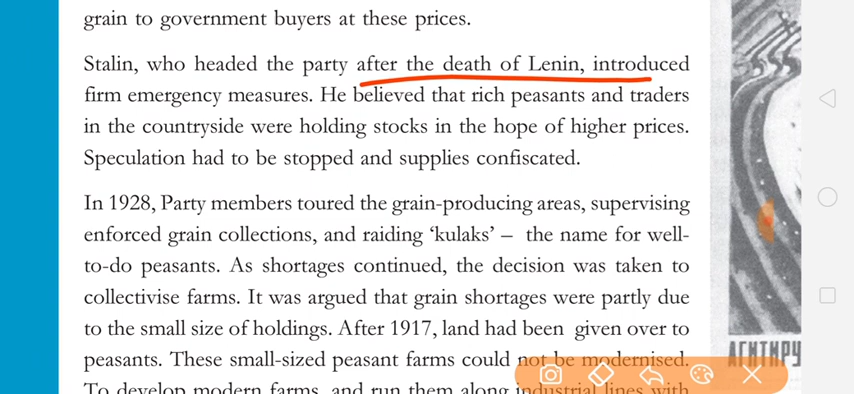 grain to government buyers at these prices.
Stalin, who headed the party after the death of Lenin, introduced
firm emergency measures. He believed that rich peasants and traders
in the countryside were holding stocks in the hope of higher prices.
Speculation had to be stopped and supplies confiscated.
In 1928, Party members toured the grain-producing areas, supervising
enforced grain collections, and raiding ‘kulaks’ – the name for well-
to-do peasants. As shortages continued, the decision was taken to
collectivise farms. It was argued that grain shortages were partly due
to the small size of holdings. After 1917, land had been given over to
peasants. These small-sized peasant farms could not be modernised.
To develop modern farms, and run them along industrial lines with
АГИТИРУ